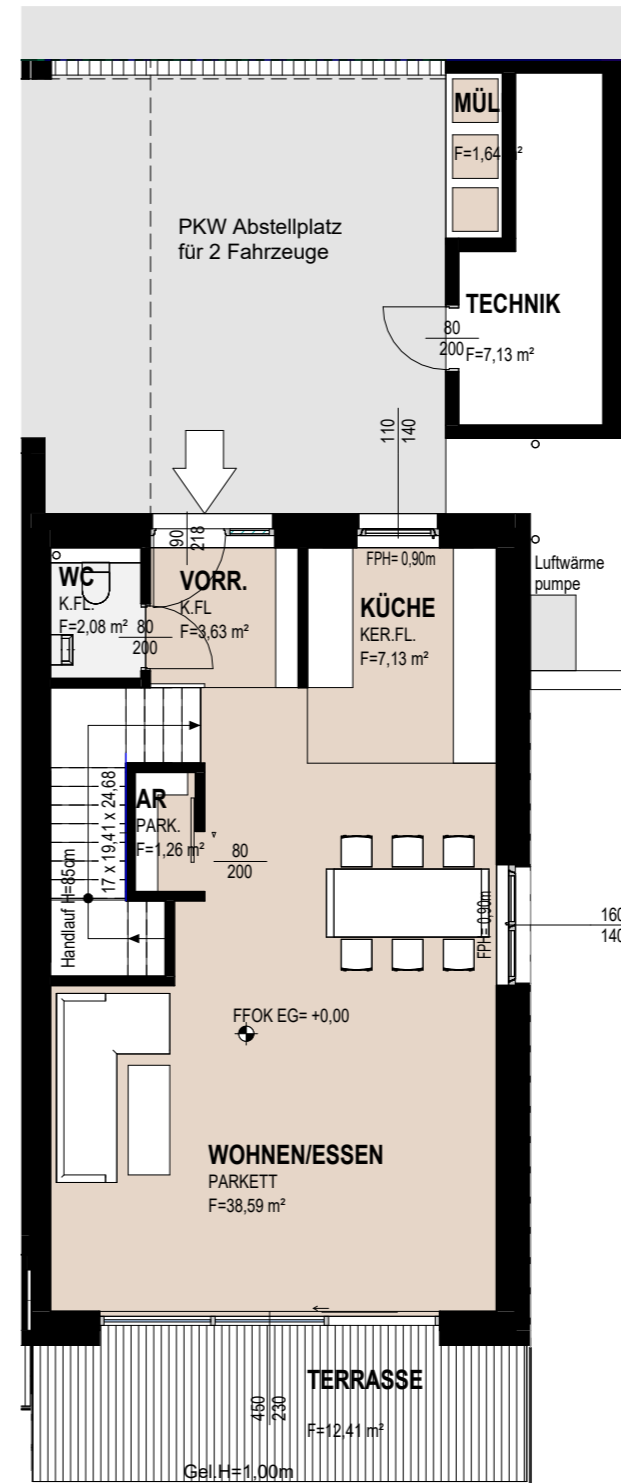 MÜL
F=1,64 m²
PKW Abstellplatz
für 2 Fahrzeuge
TECHNIK
80
200
F=7,13 m²
110
140
90
218
FPH= 0,90m
Luftwärme
pumpe
WC
K.FL.
F=2,08 m²
80
200
VORR.
K.FL
F=3,63 m²
KÜCHE
KER.FL.
F=7,13 m²
17 x 19,41 x 24,68
Handlauf H=85cm
AR
PARK.
F=1,26 m²
80
200
FPH= 0,90m
160
140
FFOK EG= +0,00
WOHNEN/ESSEN
PARKETT
F=38,59 m²
450
230
TERRASSE
F=12,41 m²
Gel.H=1,00m